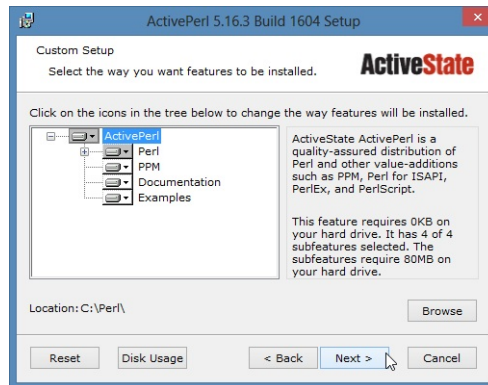 ActivePerl 5.16.3 Build 1604 Setup
Custom Setup
Select the way you want features to be installed.
ActiveState
Click on the icons in the tree below to change the way features will be installed.
ActivePerl
Perl
PPM
Documentation
Examples
ActiveState ActivePerl is a
quality-assured distribution of
Perl and other value-additions
such as PPM, Perl for ISAPI,
PerlEx, and PerlScript.
This feature requires 0KB on
your hard drive. It has 4 of 4
subfeatures selected. The
subfeatures require 80MB on
your hard drive.
Location: C:\Perl\
Browse
Reset Disk Usage < Back Next > Cancel